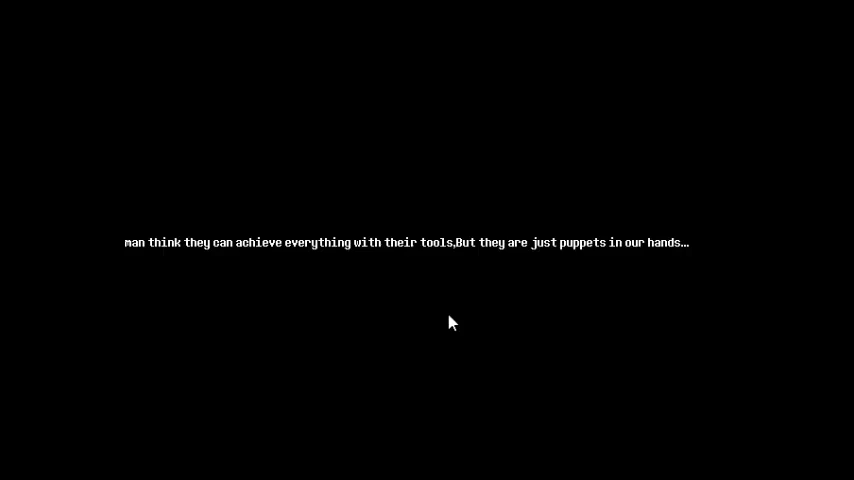 man think they can achieve everything with their tools,But they are just puppets in our hands...